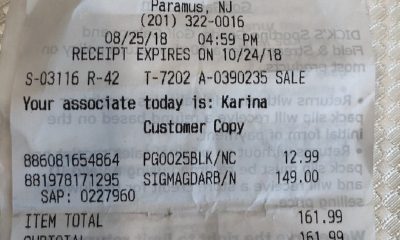 Paramus, NJ
(201) 322-0016
08/25/18 04:59 PM
RECEIPT EXPIRES ON 10/24/18
S-03116 R-42 T-7202 A-0390235 SALE
Your associate today is: Karina
Customer Copy
886081654864 PG0025BLK/NC 12.99
881978171295 SIGMAGDARB/N 149.00
SAP: 0227960
ITEM TOTAL 161.99
SUBTOTAL 161.99